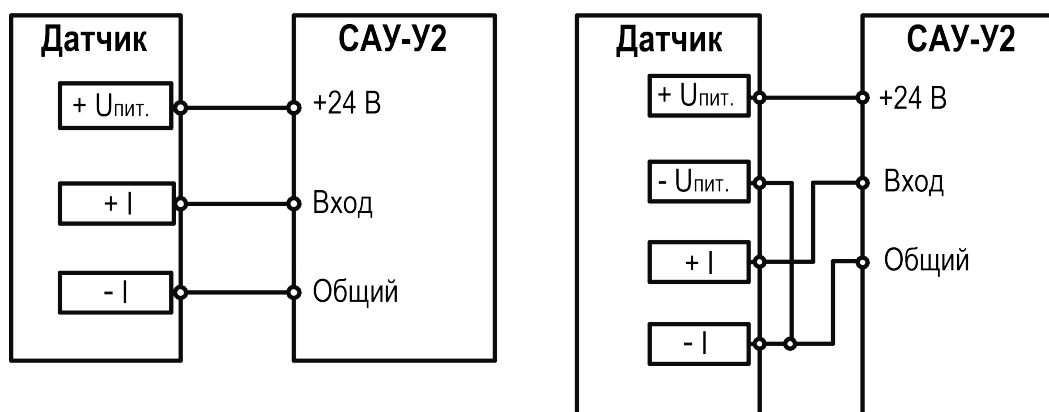 Датчик
САУ-У2
+ Uпит.
+24 В
+ I
Вход
- I
Общий
Датчик
САУ-У2
+ Uпит.
+24 В
- Uпит.
Вход
+ I
Общий
- I